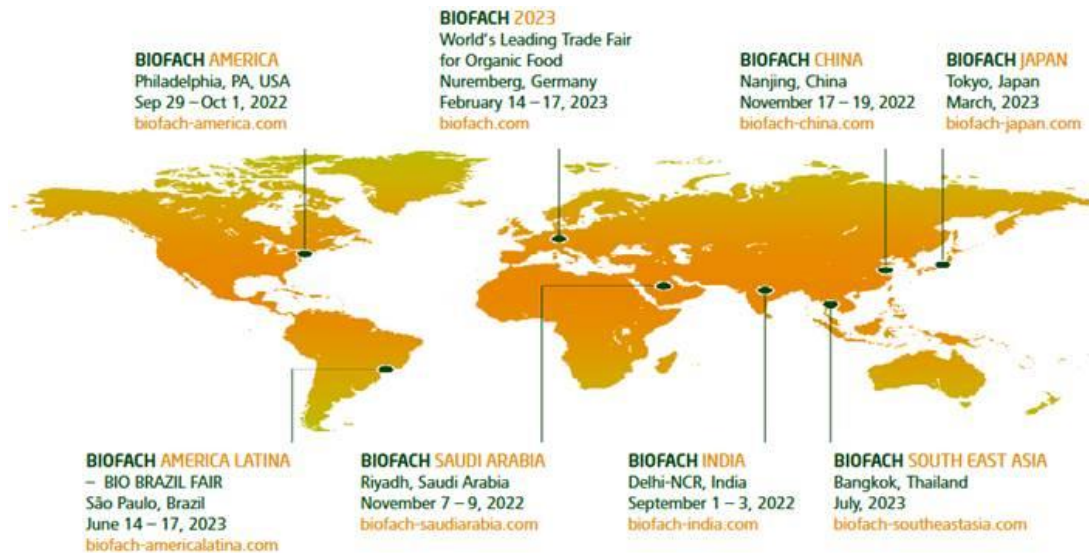 BIOFACH AMERICA
Philadelphia, PA, USA
Sep 29 – Oct 1, 2022
biofach-america.com
BIOFACH 2023
World's Leading Trade Fair
for Organic Food
Nuremberg, Germany
February 14 – 17, 2023
biofach.com
BIOFACH CHINA
Nanjing, China
November 17 – 19, 2022
biofach-china.com
BIOFACH JAPAN
Tokyo, Japan
March, 2023
biofach-japan.com
BIOFACH AMERICA LATINA
– BIO BRAZIL FAIR
São Paulo, Brazil
June 14 – 17, 2023
biofach-americalatina.com
BIOFACH SAUDI ARABIA
Riyadh, Saudi Arabia
November 7 – 9, 2022
biofach-saudiarabia.com
BIOFACH INDIA
Delhi-NCR, India
September 1 – 3, 2022
biofach-india.com
BIOFACH SOUTH EAST ASIA
Bangkok, Thailand
July, 2023
biofach-southeastasia.com